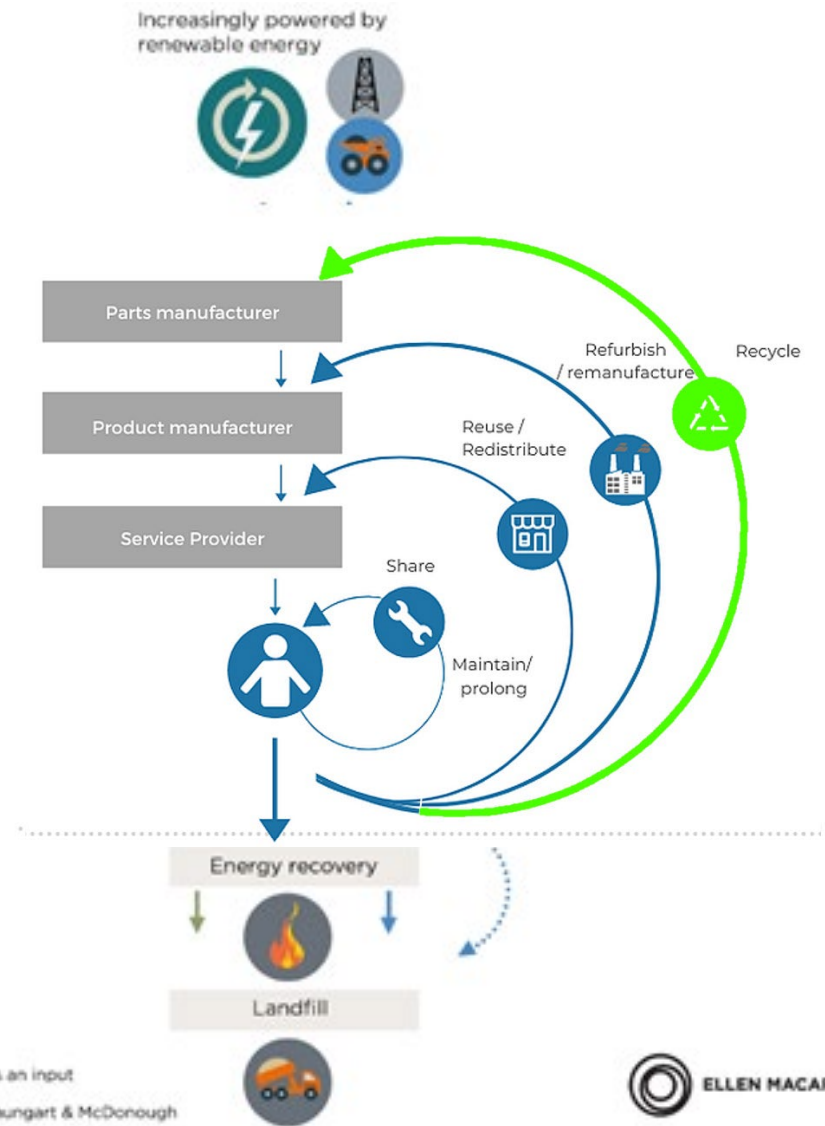 Increasingly powered by
renewable energy
Parts manufacturer
Refurbish
/ remanufacture
Recycle
Product manufacturer
Reuse /
Redistribute
Service Provider
Share
Maintain/
prolong
Energy recovery
Landfill
an input
& McDonough
ELLEN